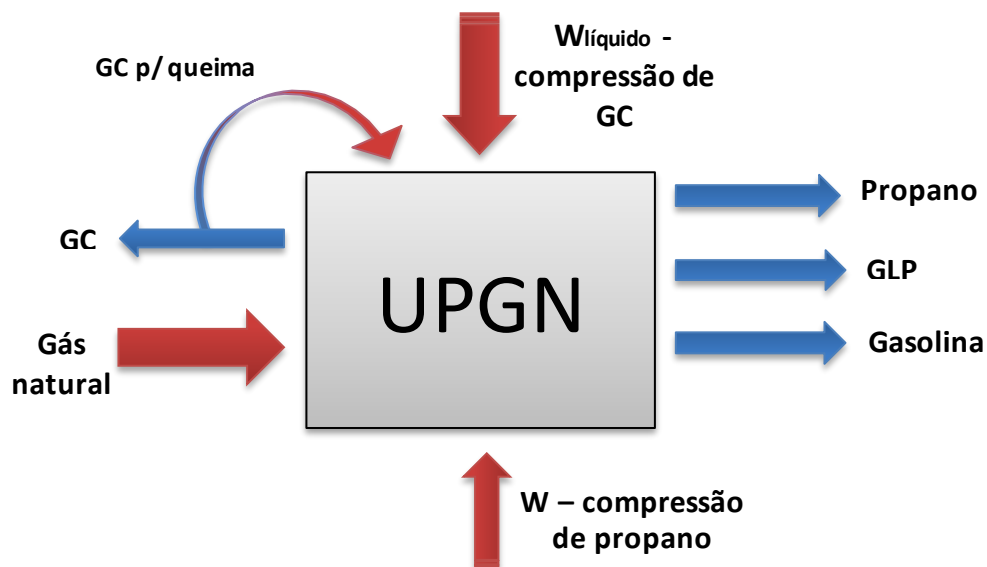 GC p/ queima
Wlíquido -
compressão de
GC
GC
Gás
natural
UPGN
Propano
GLP
Gasolina
W – compressão
de propano